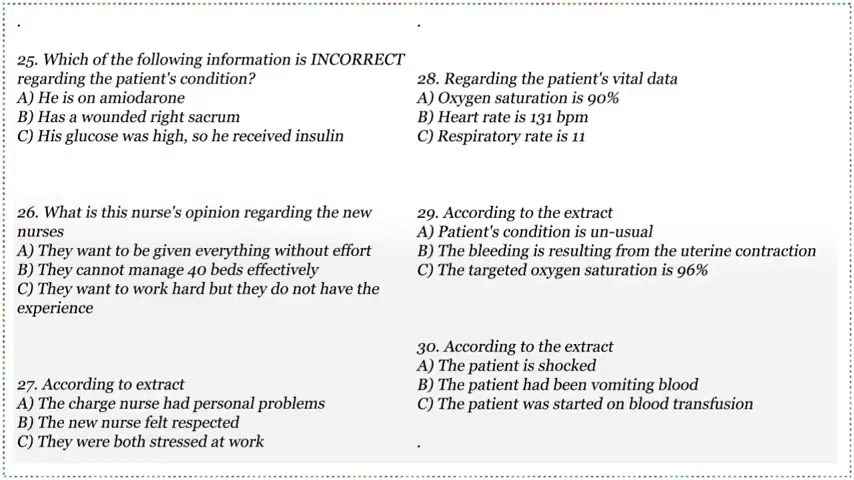 .
25. Which of the following information is INCORRECT
regarding the patient's condition?
A) He is on amiodarone
B) Has a wounded right sacrum
C) His glucose was high, so he received insulin
26. What is this nurse's opinion regarding the new
nurses
A) They want to be given everything without effort
B) They cannot manage 40 beds effectively
C) They want to work hard but they do not have the
experience
27. According to extract
A) The charge nurse had personal problems
B) The new nurse felt respected
C) They were both stressed at work
.
28. Regarding the patient's vital data
A) Oxygen saturation is 90%
B) Heart rate is 131 bpm
C) Respiratory rate is 11
29. According to the extract
A) Patient's condition is un-usual
B) The bleeding is resulting from the uterine contraction
C) The targeted oxygen saturation is 96%
30. According to the extract
A) The patient is shocked
B) The patient had been vomiting blood
C) The patient was started on blood transfusion
.